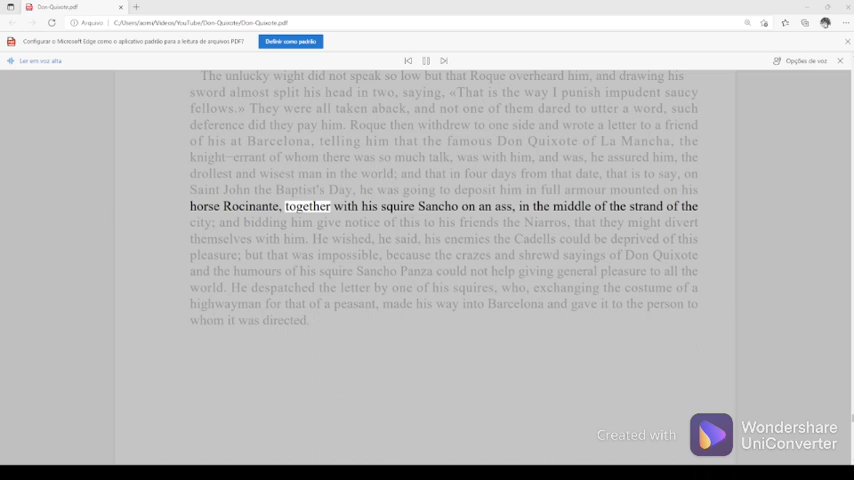 Don-Quixote.pdf
Arquivo
C:/Users/acers/Videos/YouTube/Don-Quixote/Don-Quixote.pdf
Configurar o Microsoft Edge como o aplicativo padrão para a leitura de arquivos PDF?
Definir como padrão
Ler em voz alta
Opções de voz
The unlucky wight did not speak so low but that Roque overheard him, and drawing his
sword almost split his head in two, saying, «That is the way I punish impudent saucy
fellows.» They were all taken aback, and not one of them dared to utter a word, such
deference did they pay him. Roque then withdrew to one side and wrote a letter to a friend
of his at Barcelona, telling him that the famous Don Quixote of La Mancha, the
knight−errant of whom there was so much talk, was with him, and was, he assured him, the
drollest and wisest man in the world; and that in four days from that date, that is to say, on
Saint John the Baptist's Day, he was going to deposit him in full armour mounted on his
horse Rocinante, together with his squire Sancho on an ass, in the middle of the strand of the
city; and bidding him give notice of this to his friends the Niarros, that they might divert
themselves with him. He wished, he said, his enemies the Cadells could be deprived of this
pleasure; but that was impossible, because the crazes and shrewd sayings of Don Quixote
and the humours of his squire Sancho Panza could not help giving general pleasure to all the
world. He despatched the letter by one of his squires, who, exchanging the costume of a
highwayman for that of a peasant, made his way into Barcelona and gave it to the person to
whom it was directed.
Created with
Wondershare
UniConverter